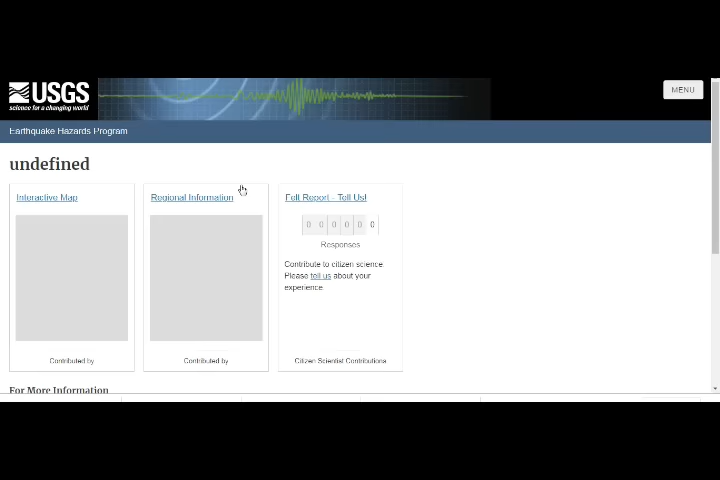 USGS
science for a changing world
MENU
Earthquake Hazards Program
undefined
Interactive Map
Regional Information
Felt Report - Tell Us!
0 0 0 0 0 0
Responses
Contribute to citizen science.
Please tell us about your
experience.
Contributed by
Contributed by
Citizen Scientist Contributions
For More Information